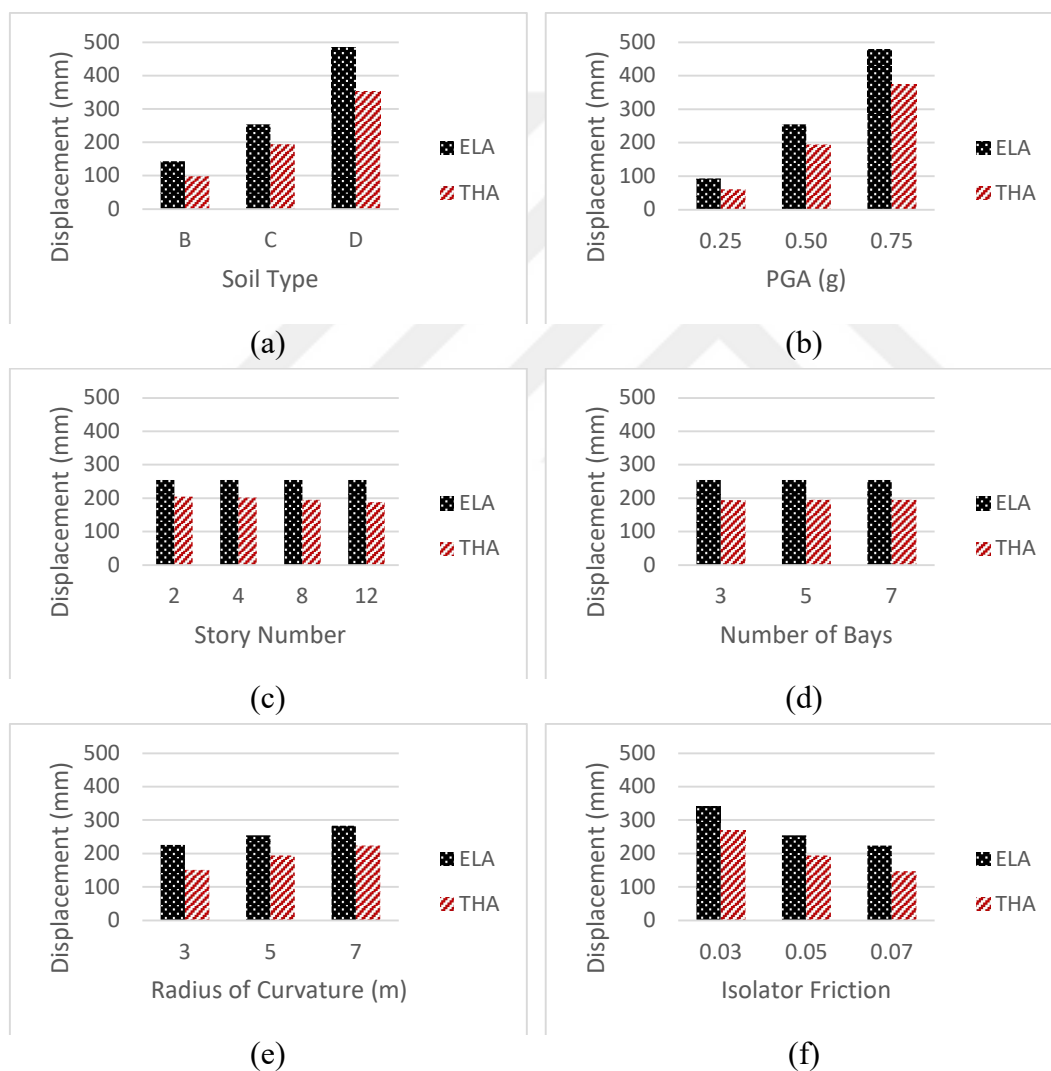 500
400
300
200
100
0
Displacement (mm)
B C D
Soil Type
ELA
THA
(a)
500
400
300
200
100
0
Displacement (mm)
0.25 0.50 0.75
PGA (g)
ELA
THA
(b)
500
400
300
200
100
0
Displacement (mm)
2 4 8 12
Story Number
ELA
THA
(c)
500
400
300
200
100
0
Displacement (mm)
3 5 7
Number of Bays
ELA
THA
(d)
500
400
300
200
100
0
Displacement (mm)
3 5 7
Radius of Curvature (m)
ELA
THA
(e)
500
400
300
200
100
0
Displacement (mm)
0.03 0.05 0.07
Isolator Friction
ELA
THA
(f)